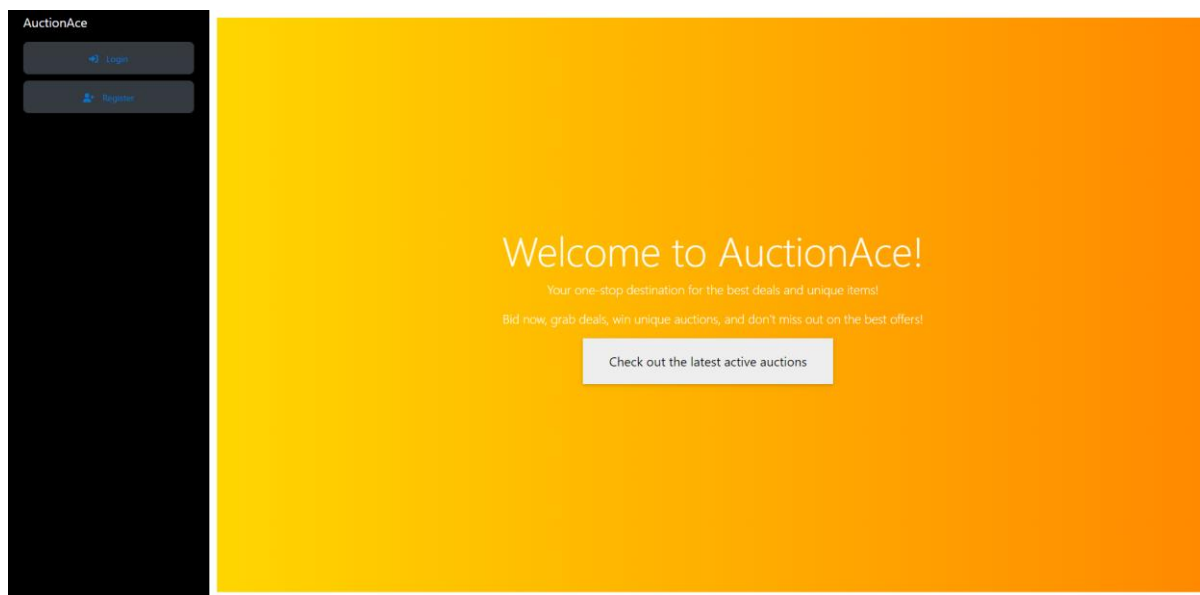 AuctionAce
Login
Register
Welcome to AuctionAce!
Your one-stop destination for the best deals and unique items!
Bid now, grab deals, win unique auctions, and don't miss out on the best offers!
Check out the latest active auctions